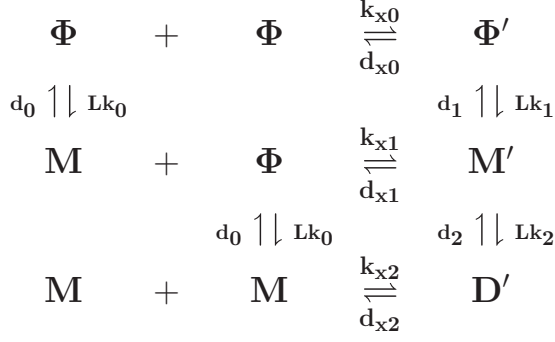 k_x0
Φ + Φ ⇌ Φ′
d_x0
d_0 ↿⇂ Lk_0 d_1 ↿⇂ Lk_1
k_x1
M + Φ ⇌ M′
d_x1
d_0 ↿⇂ Lk_0 d_2 ↿⇂ Lk_2
k_x2
M + M ⇌ D′
d_x2